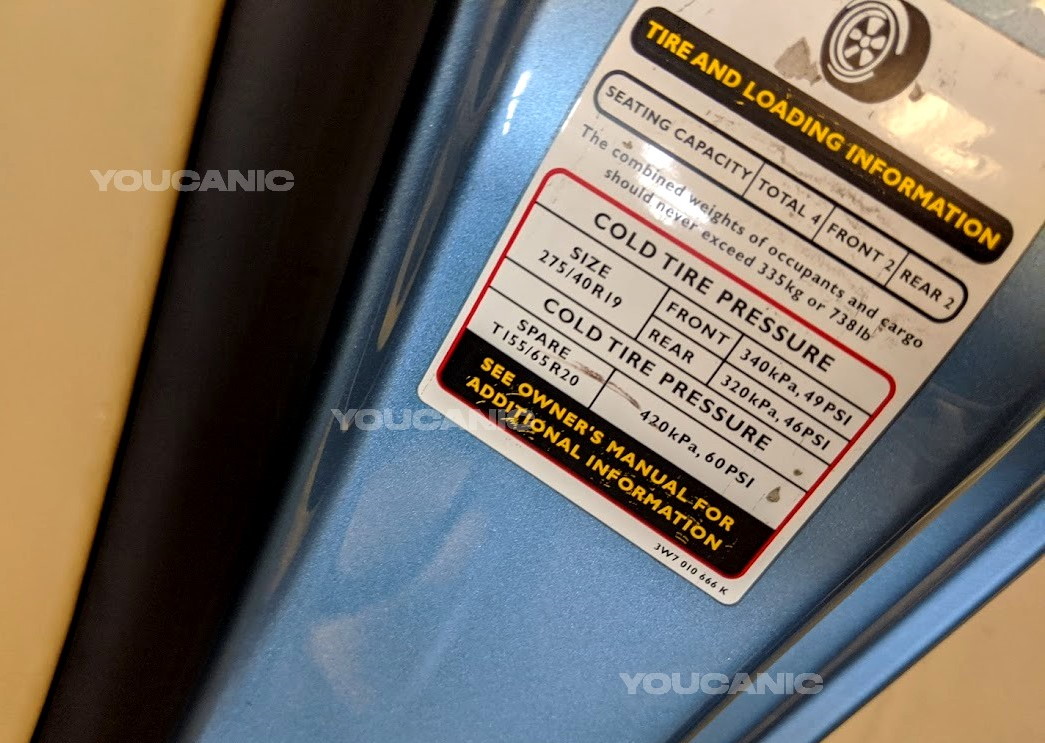 TIRE AND LOADING INFORMATION
SEATING CAPACITY TOTAL 4 FRONT 2 REAR 2
The combined weights of occupants and cargo
should never exceed 335kg or 738lb
COLD TIRE PRESSURE
SIZE
275/40R19
FRONT 340kPa, 49PSI
REAR 320kPa, 46PSI
COLD TIRE PRESSURE
SPARE
T155/65R20
420kPa, 60PSI
SEE OWNER'S MANUAL FOR
ADDITIONAL INFORMATION
3W7 010 666 K
YOUCANIC
YOUCANIC
YOUCANIC